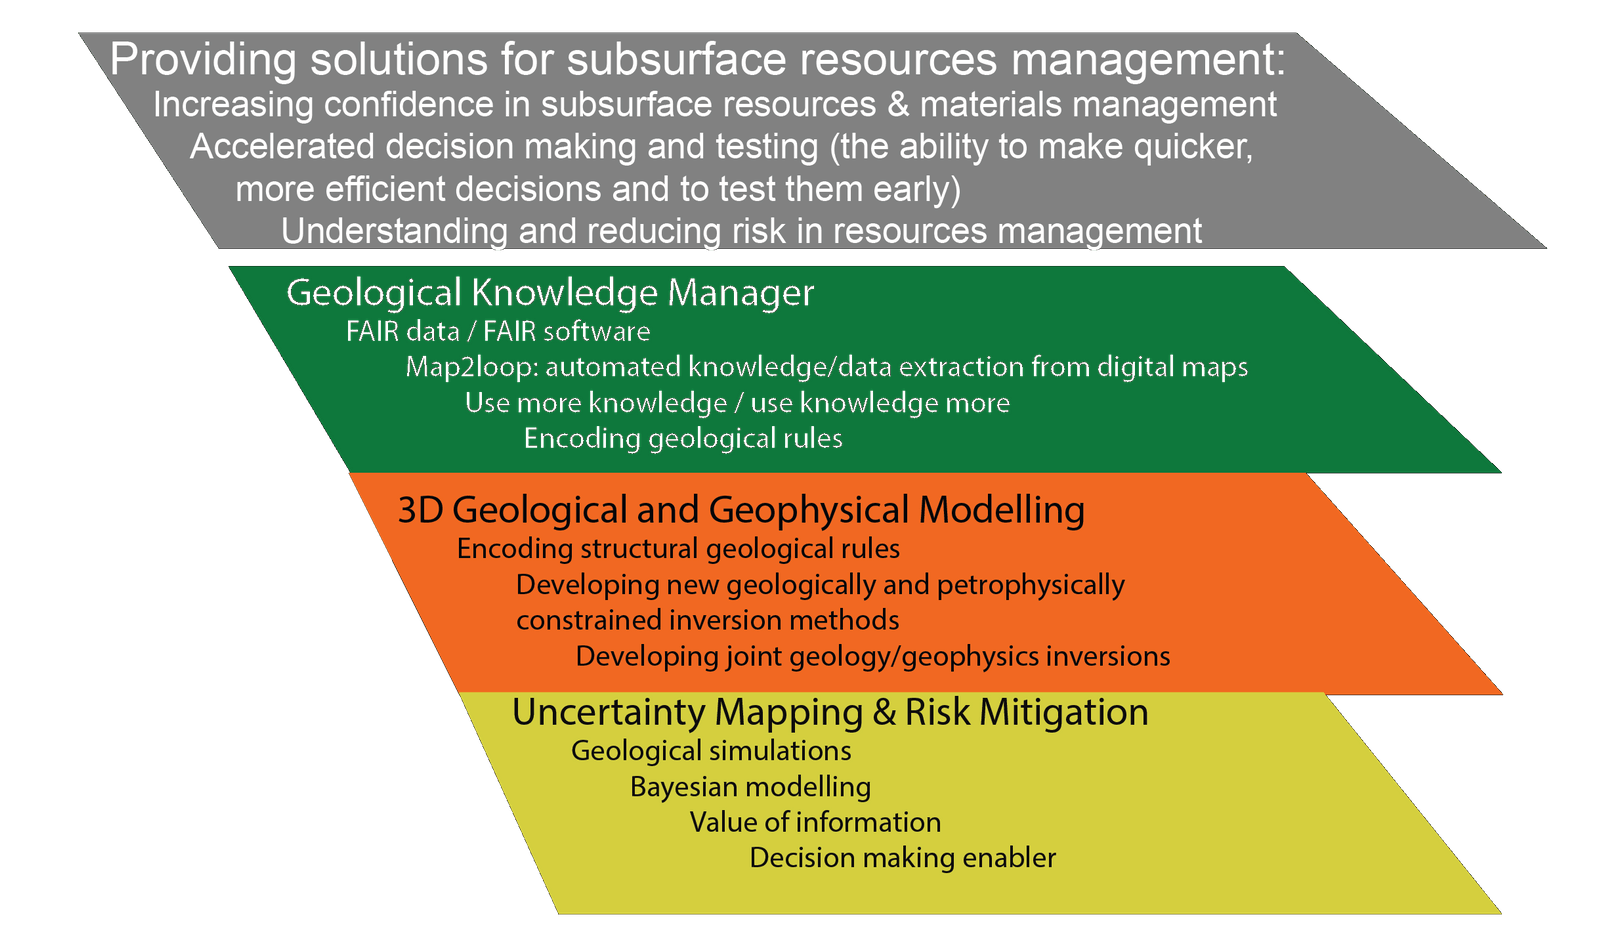 Providing solutions for subsurface resources management:
Increasing confidence in subsurface resources & materials management
Accelerated decision making and testing (the ability to make quicker,
more efficient decisions and to test them early)
Understanding and reducing risk in resources management
Geological Knowledge Manager
FAIR data / FAIR software
Map2loop: automated knowledge/data extraction from digital maps
Use more knowledge / use knowledge more
Encoding geological rules
3D Geological and Geophysical Modelling
Encoding structural geological rules
Developing new geologically and petrophysically
constrained inversion methods
Developing joint geology/geophysics inversions
Uncertainty Mapping & Risk Mitigation
Geological simulations
Bayesian modelling
Value of information
Decision making enabler